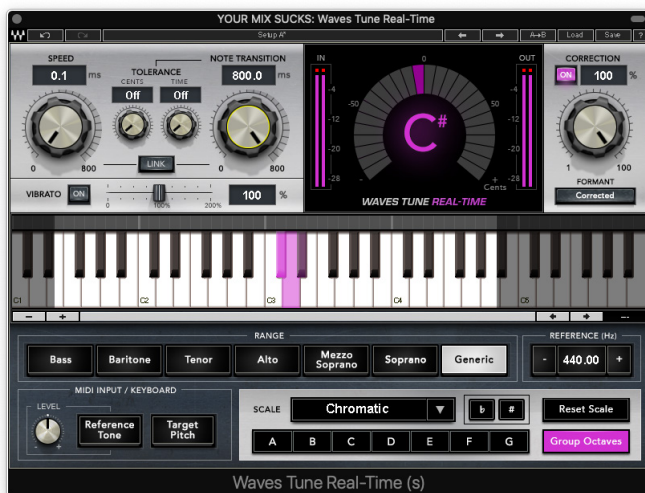 YOUR MIX SUCKS: Waves Tune Real-Time
Setup A* A→B Load Save ?
SPEED TOLERANCE NOTE TRANSITION IN 0 OUT CORRECTION
0.1 ms CENTS TIME 800.0 ms ON 100 %
Off Off
-4 -50 50 -4
-12 C# -12
-20 -20
0 800 LINK 0 800 -28 - + -28 1 100
Cents
FORMANT
VIBRATO ON 0 100% 200% 100 % WAVES TUNE REAL-TIME Corrected
C1 C2 C3 C4 C5
- +
RANGE REFERENCE (Hz)
Bass Baritone Tenor Alto Mezzo Soprano Soprano Generic - 440.00 +
MIDI INPUT / KEYBOARD
LEVEL - + Reference Tone Target Pitch
SCALE Chromatic ♭ # Reset Scale
A B C D E F G Group Octaves
Waves Tune Real-Time (s)